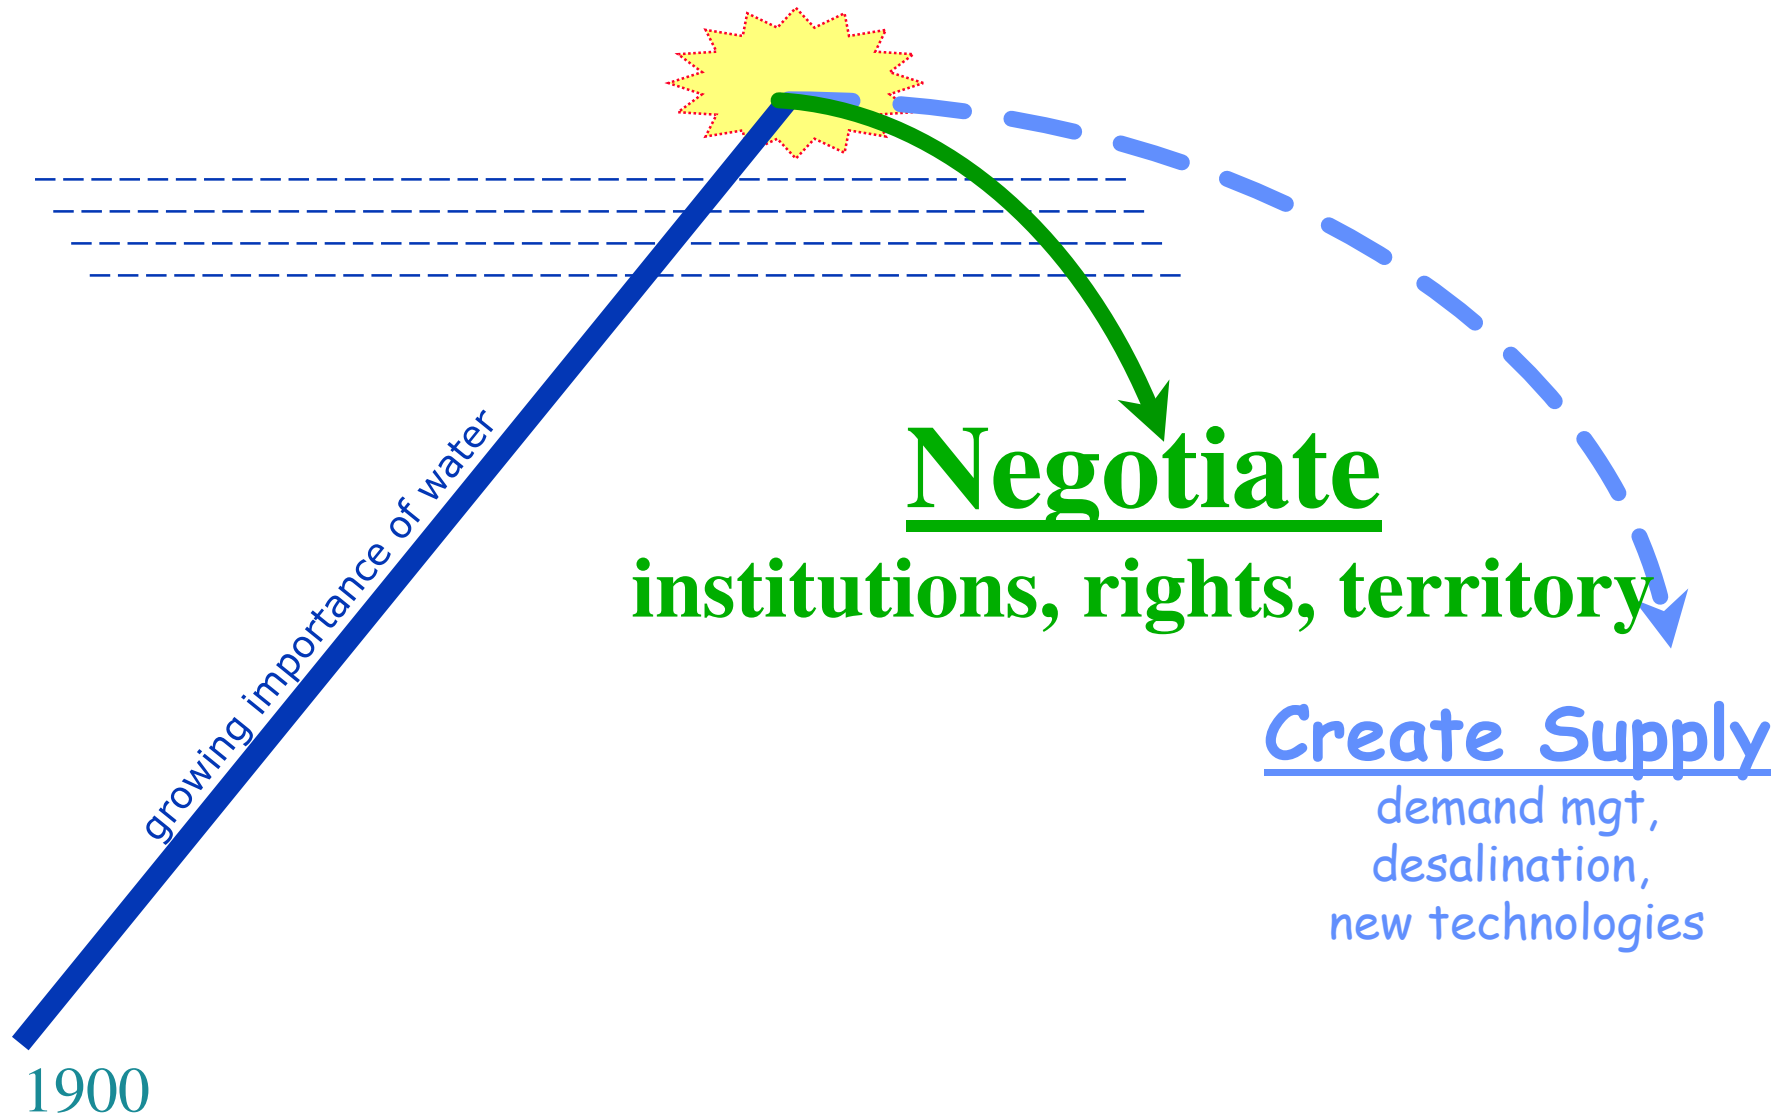 growing importance of water
Negotiate
institutions, rights, territory
Create Supply
demand mgt,
desalination,
new technologies
1900